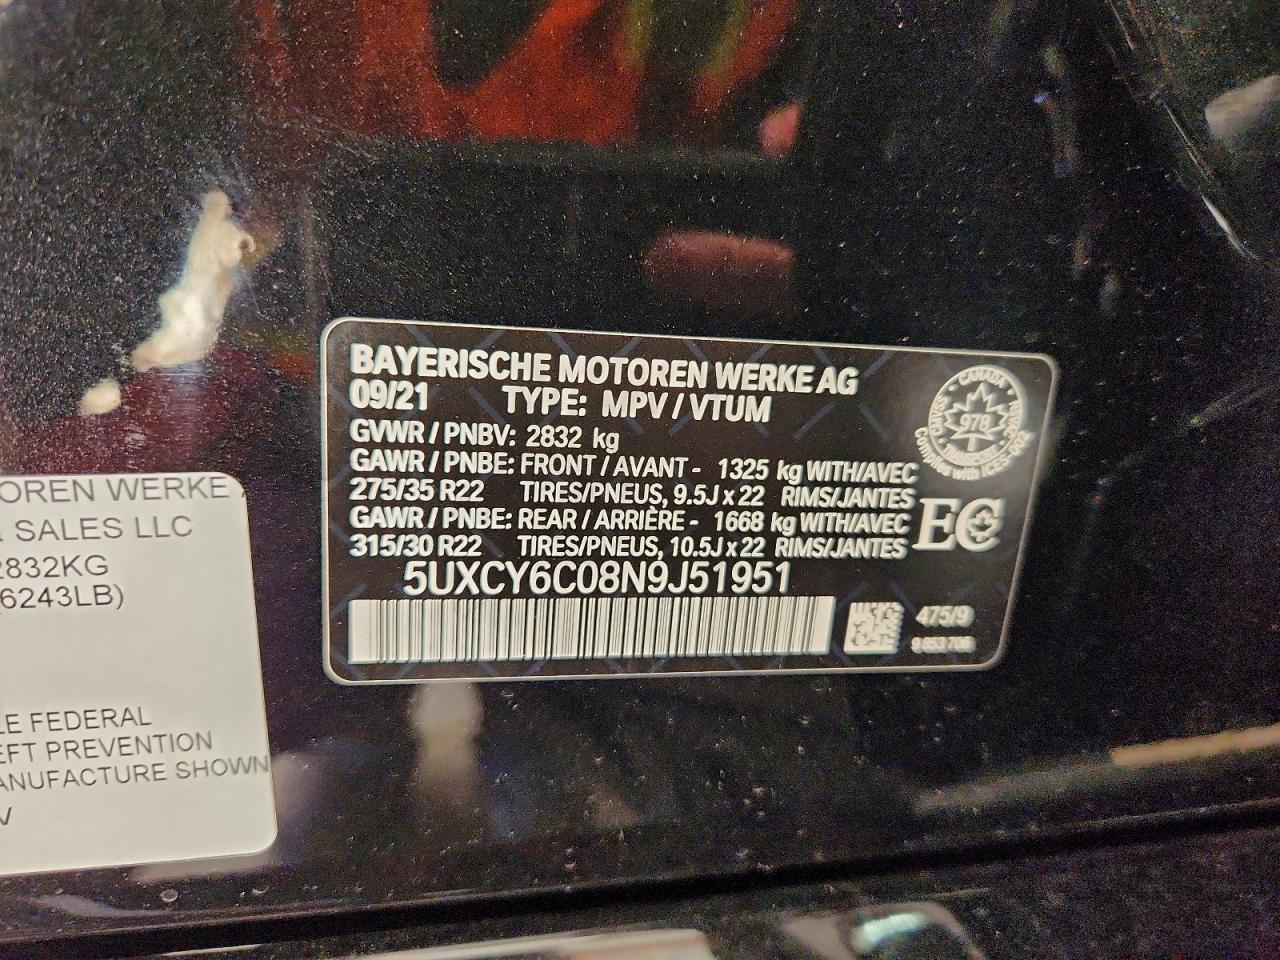 BAYERISCHE MOTOREN WERKE AG
09/21 TYPE: MPV / VTUM
GVWR / PNBV: 2832 kg
GAWR / PNBE: FRONT / AVANT - 1325 kg WITH/AVEC
275/35 R22 TIRES/PNEUS, 9.5J x 22 RIMS/JANTES
GAWR / PNBE: REAR / ARRIÈRE - 1668 kg WITH/AVEC
315/30 R22 TIRES/PNEUS, 10.5J x 22 RIMS/JANTES
5UXCY6C08N9J51951
CANADA
978
TRANSPORT
EC
475/9
OREN WERKE
& SALES LLC
2832KG
6243LB)
LE FEDERAL
EFT PREVENTION
ANUFACTURE SHOWN
V